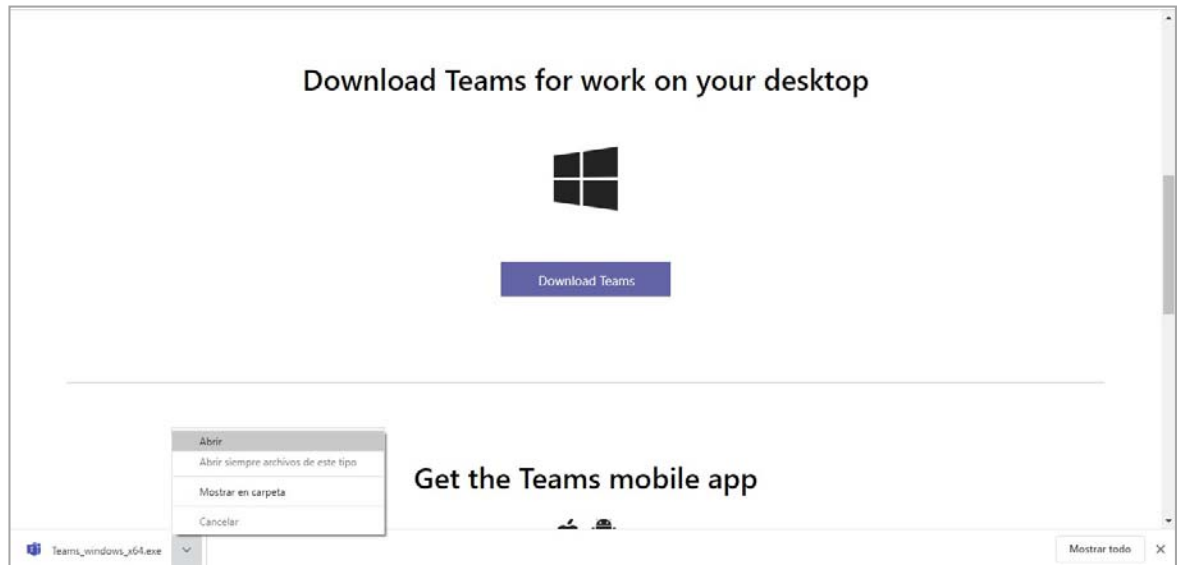 Download Teams for work on your desktop
Download Teams
Abrir
Abrir siempre archivos de este tipo
Mostrar en carpeta
Cancelar
Get the Teams mobile app
Teams_windows_x64.exe
Mostrar todo